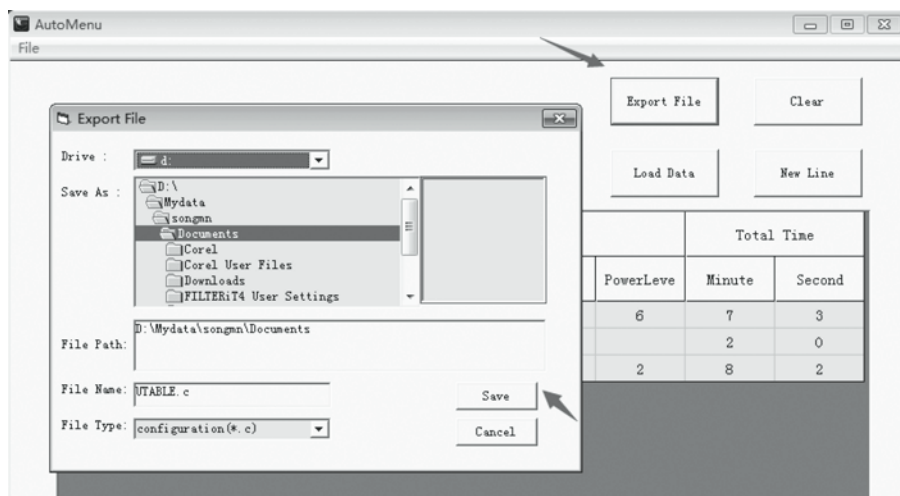 AutoMenu
File
Export File
Clear
Load Data
New Line
Total Time
PowerLeve
Minute
Second
6
7
3
2
0
2
8
2
Export File
Drive :
d:
Save As :
D:\
Mydata
songmn
Documents
Corel
Corel User Files
Downloads
FILTERiT4 User Settings
File Path:
D:\Mydata\songmn\Documents
File Name:
UTABLE.c
Save
File Type:
configuration(*.c)
Cancel